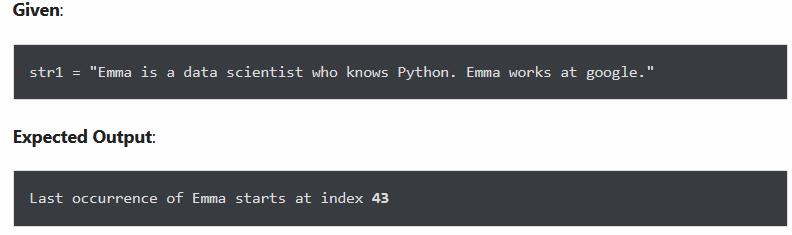 Given:
str1 = "Emma is a data scientist who knows Python. Emma works at google."
Expected Output:
Last occurrence of Emma starts at index 43